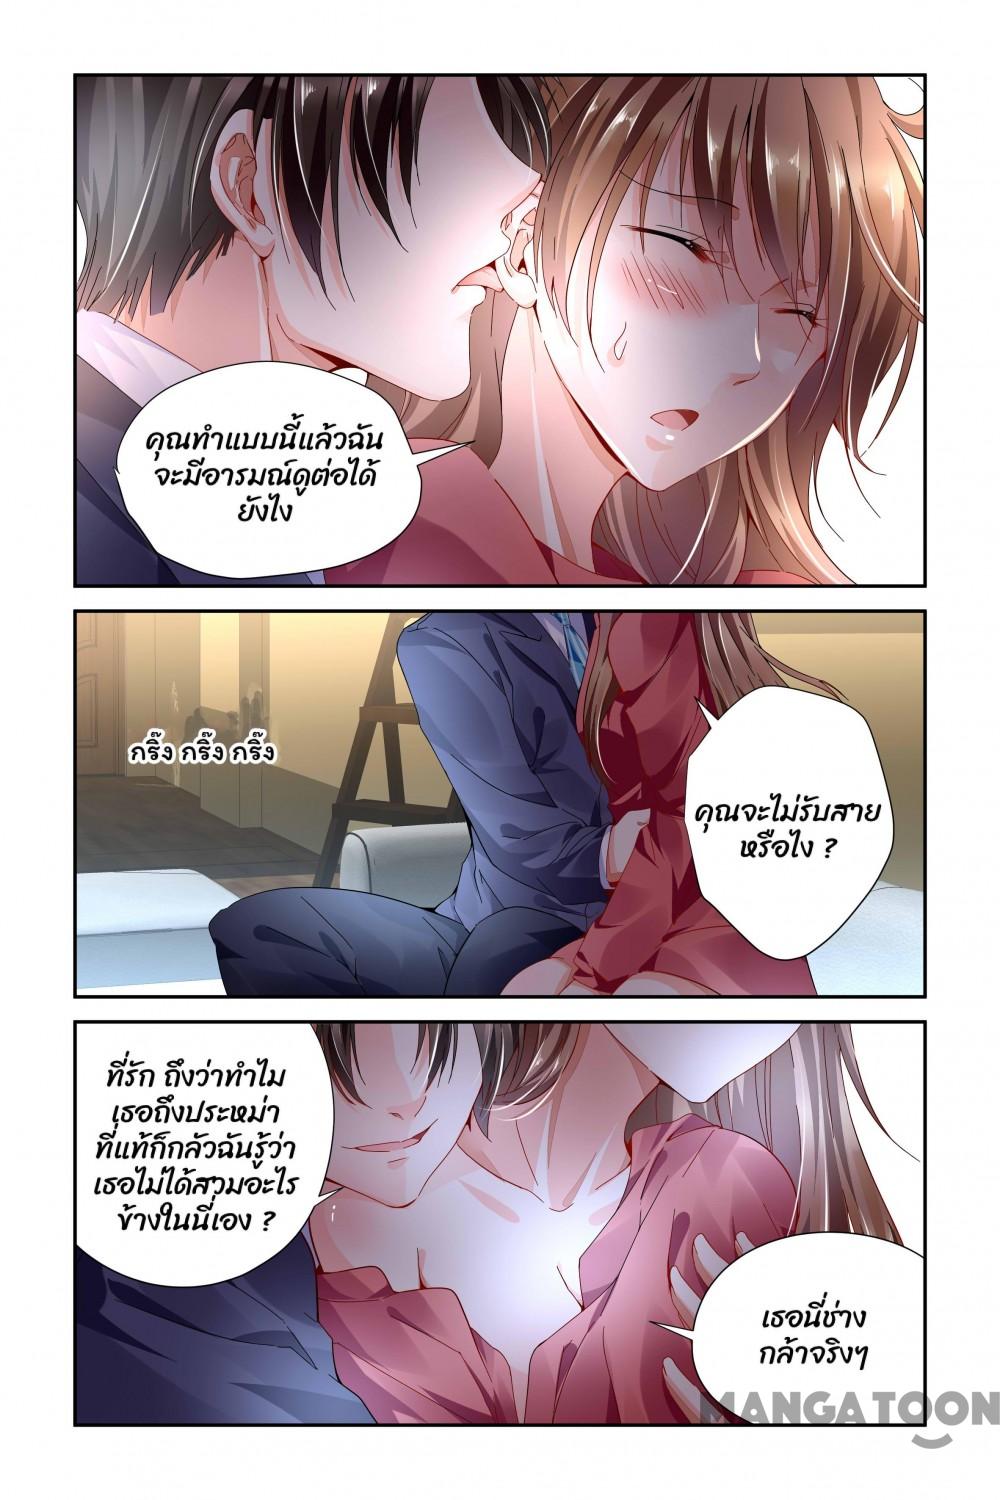 คุณทำแบบนี้แล้วฉัน
จะมีอารมณ์ดูต่อได้
ยังไง
กริ๊ง กริ๊ง กริ๊ง
คุณจะไม่รับสาย
หรือไง ?
ที่รัก ถึงว่าทำไม
เธอถึงประหม่า
ที่แท้ก็กลัวฉันรู้ว่า
เธอไม่ได้สวมอะไร
ข้างในนี่เอง ?
เธอนี่ช่าง
กล้าจริงๆ
MANGATOON